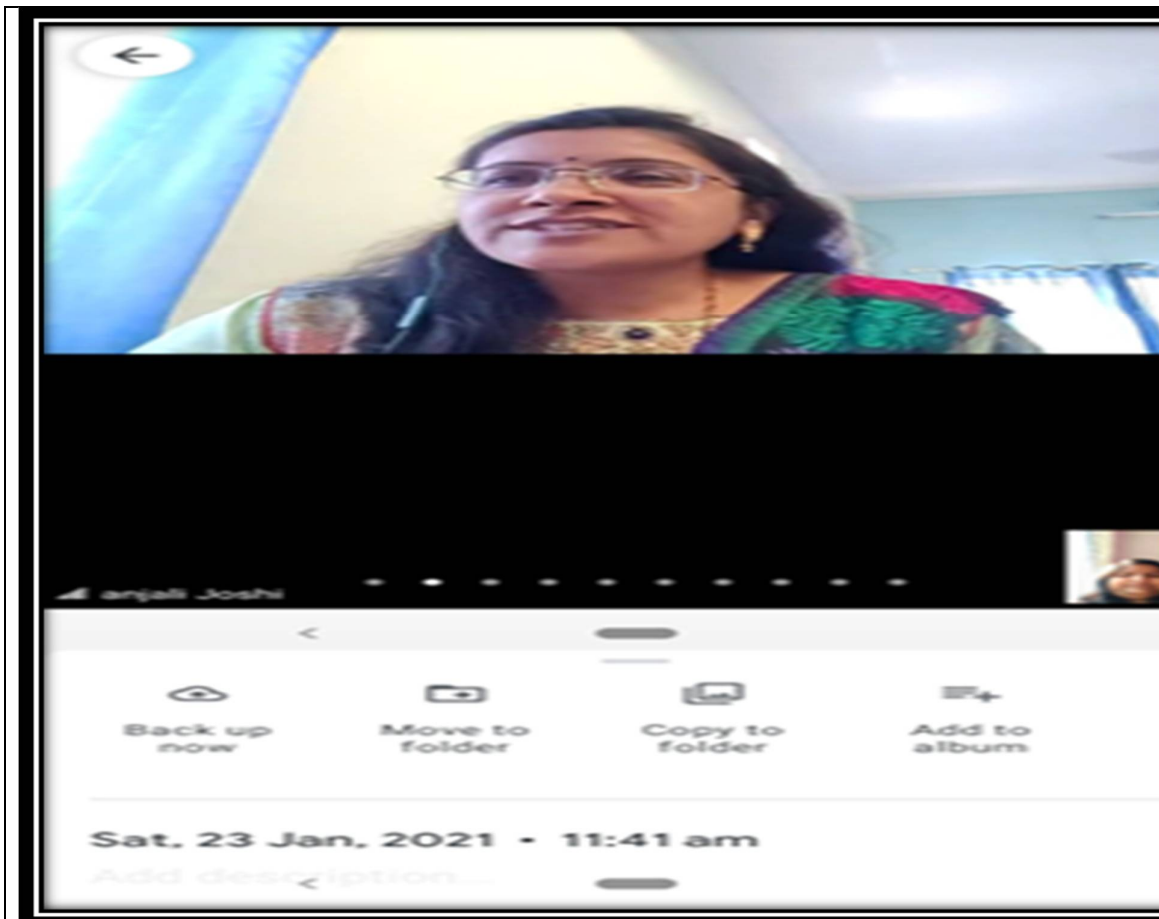 anjali Joshi
Back up
now
Move to
folder
Copy to
folder
Add to
album
Sat, 23 Jan, 2021 • 11:41 am
Add description...